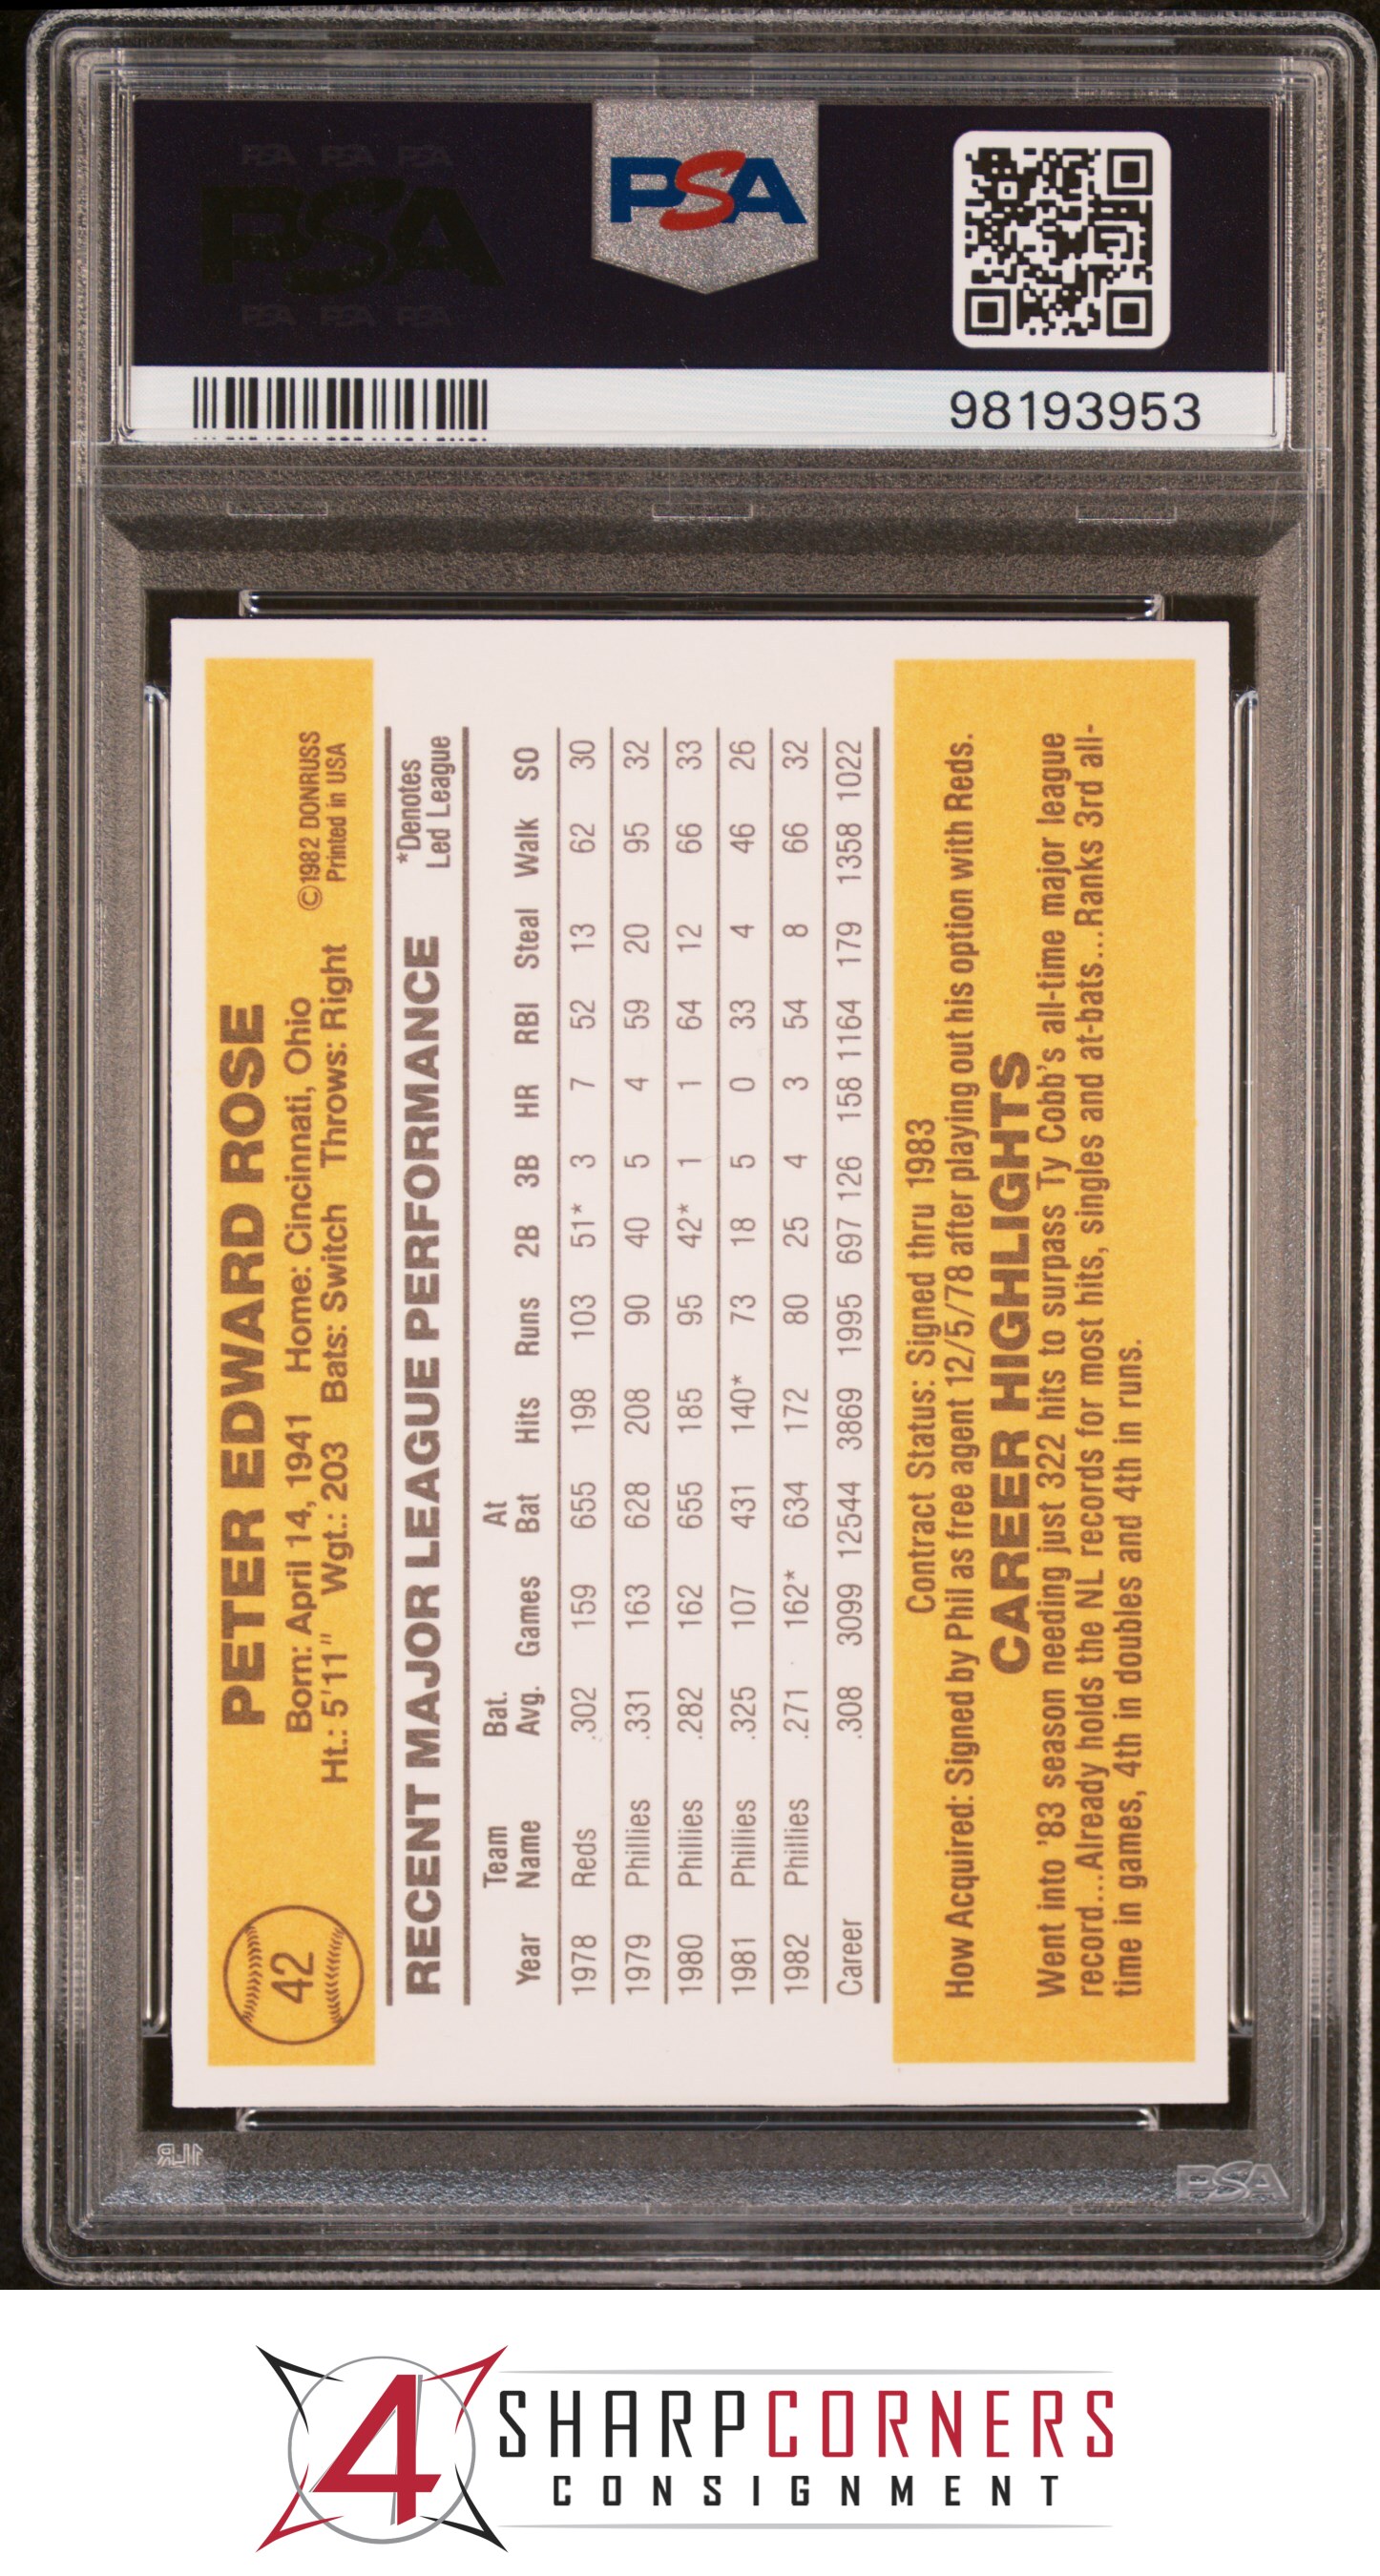 PSA PSA PSA
PSA
PSA PSA PSA
PSA
98193953
42
PETER EDWARD ROSE
Born: April 14, 1941 Home: Cincinnati, Ohio ©1982 DONRUSS
Ht.: 5'11" Wgt.: 203 Bats: Switch Throws: Right Printed in USA
RECENT MAJOR LEAGUE PERFORMANCE *Denotes Led League
Year Team Name Bat. Avg. Games At Bat Hits Runs 2B 3B HR RBI Steal Walk SO
1978 Reds .302 159 655 198 103 51* 3 7 52 13 62 30
1979 Phillies .331 163 628 208 90 40 5 4 59 20 95 32
1980 Phillies .282 162 655 185 95 42* 1 1 64 12 66 33
1981 Phillies .325 107 431 140* 73 18 5 0 33 4 46 26
1982 Phillies .271 162* 634 172 80 25 4 3 54 8 66 32
Career .308 3099 12544 3869 1995 697 126 158 1164 179 1358 1022
Contract Status: Signed thru 1983
How Acquired: Signed by Phil as free agent 12/5/78 after playing out his option with Reds.
CAREER HIGHLIGHTS
Went into '83 season needing just 322 hits to surpass Ty Cobb's all-time major league
record...Already holds the NL records for most hits, singles and at-bats...Ranks 3rd all-
time in games, 4th in doubles and 4th in runs.
1LR
PSA
4
SHARPCORNERS
CONSIGNMENT